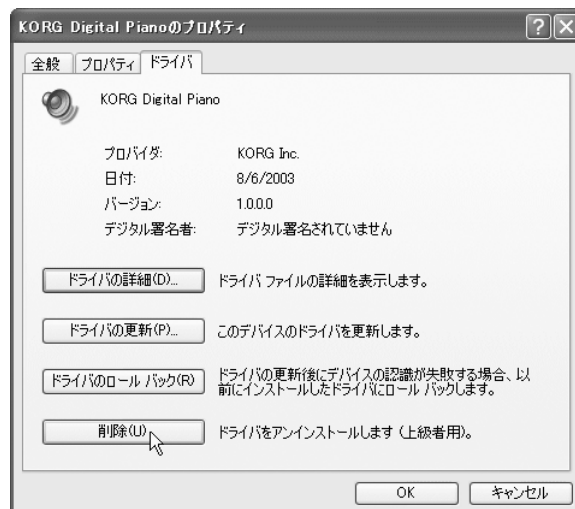 KORG Digital Pianoのプロパティ
全般 プロパティ ドライバ
KORG Digital Piano
プロバイダ: KORG Inc.
日付: 8/6/2003
バージョン: 1.0.0.0
デジタル署名者: デジタル署名されていません
ドライバの詳細(D)... ドライバ ファイルの詳細を表示します。
ドライバの更新(P)... このデバイスのドライバを更新します。
ドライバのロール バック(R) ドライバの更新後にデバイスの認識が失敗する場合、以
前にインストールしたドライバにロール バックします。
削除(U) ドライバをアンインストールします (上級者用)。
OK キャンセル